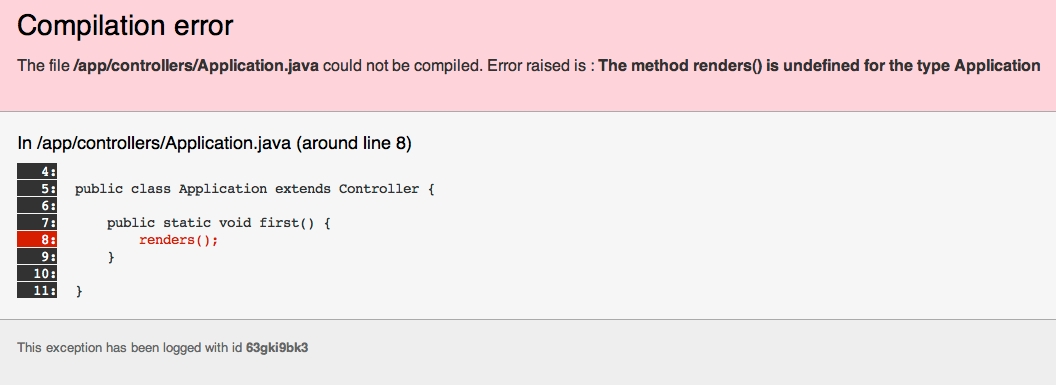 Compilation error
The file /app/controllers/Application.java could not be compiled. Error raised is : The method renders() is undefined for the type Application
In /app/controllers/Application.java (around line 8)
4:
5: public class Application extends Controller {
6:
7: public static void first() {
8: renders();
9: }
10:
11: }
This exception has been logged with id 63gki9bk3